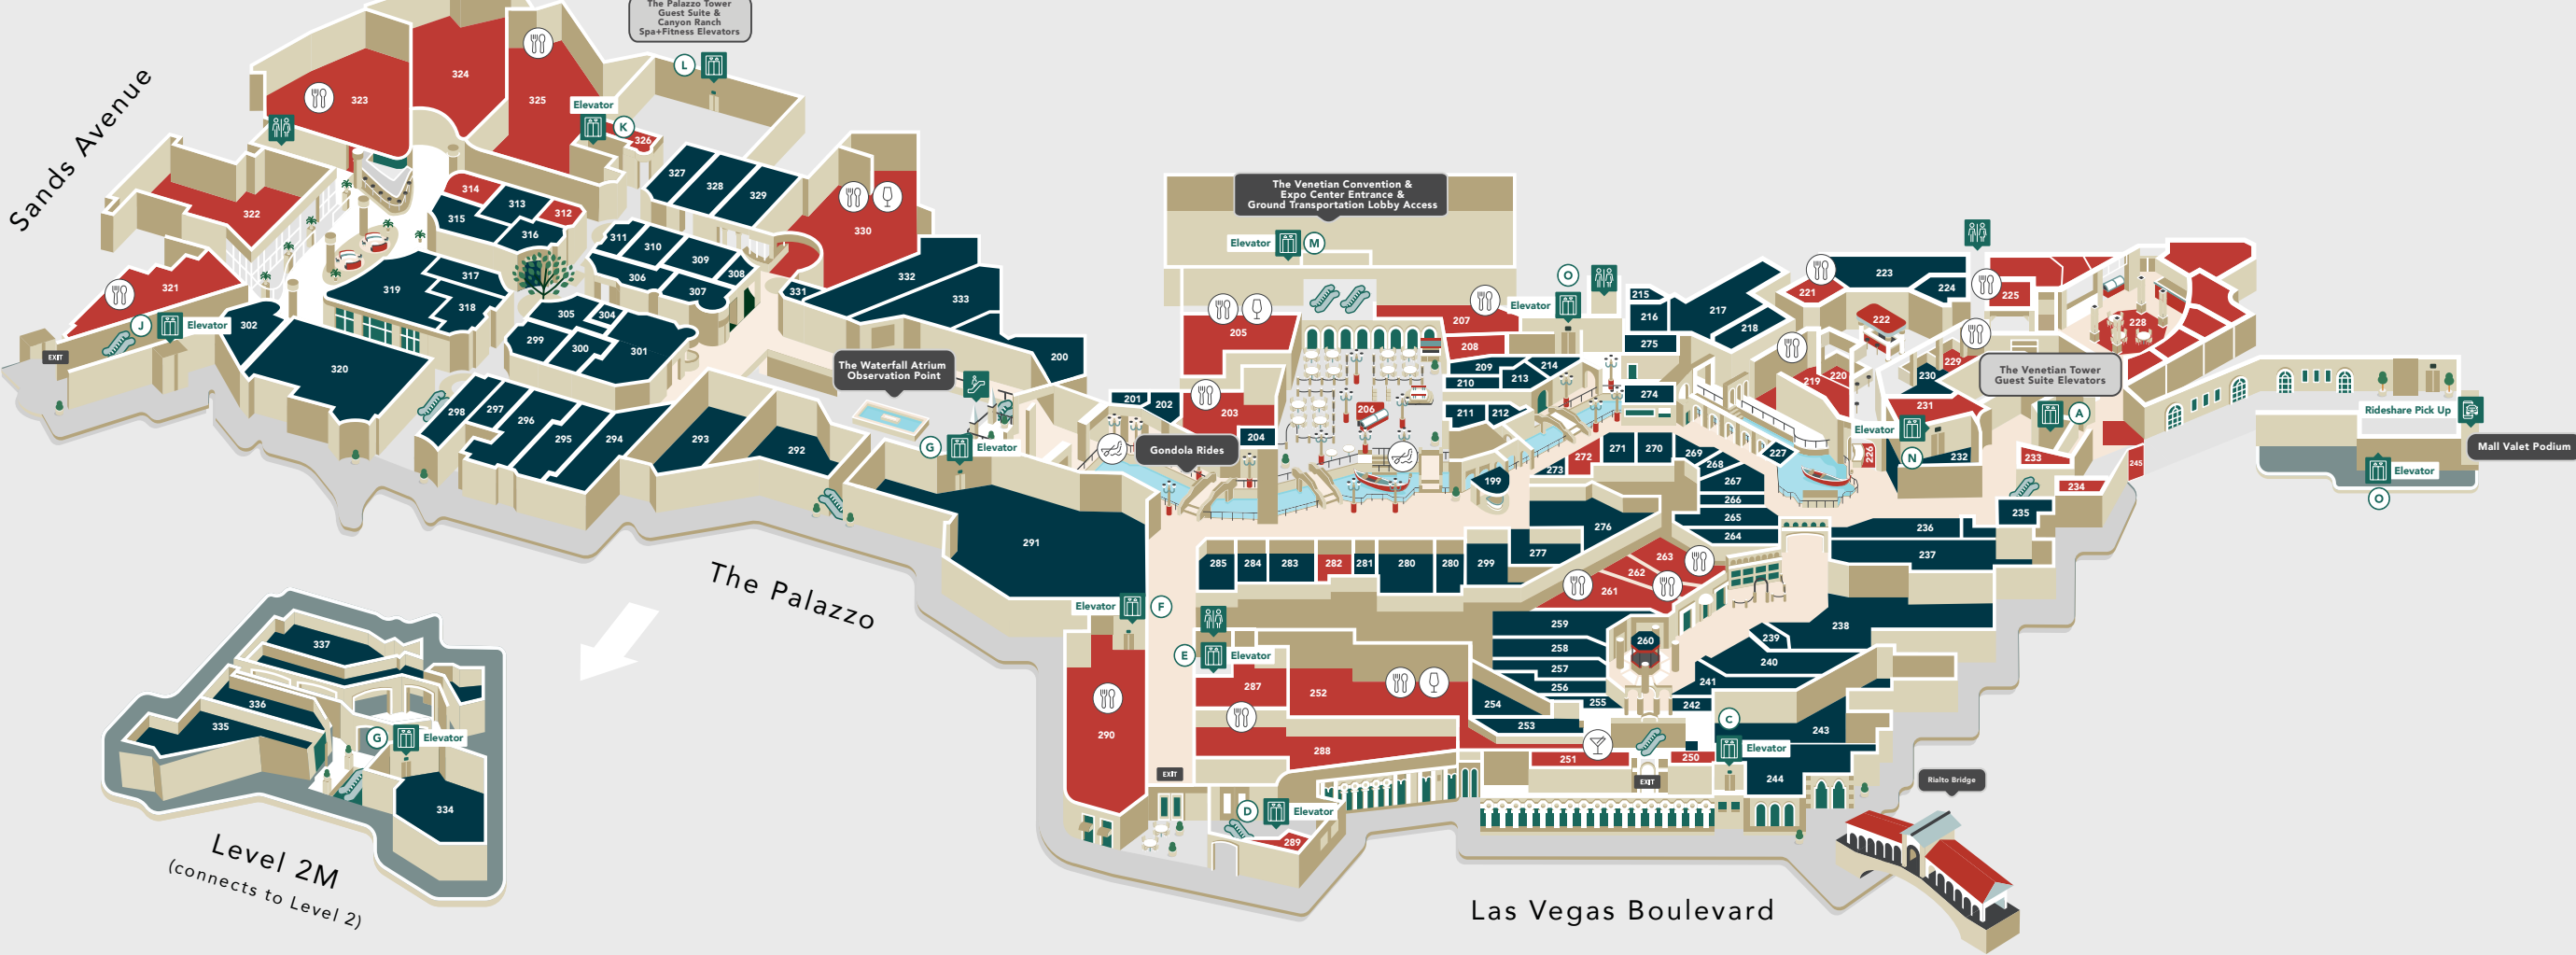 The Palazzo Tower
Guest Suite &
Canyon Ranch
Spa+Fitness Elevators
L
Sands Avenue
324
323
325
Elevator
K
326
322
314
313
312
315
316
327
328
329
330
311
310
309
308
306
307
331
332
333
321
J
Elevator
EXIT
302
319
317
318
320
305
304
299
300
301
298
297
296
295
294
293
292
The Waterfall Atrium
Observation Point
G
Elevator
200
201
202
291
The Palazzo
The Venetian Convention &
Expo Center Entrance &
Ground Transportation Lobby Access
Elevator
M
205
203
204
206
207
208
209
210
211
212
213
214
Gondola Rides
199
O
Elevator
215
216
217
218
275
274
273
272
271
270
269
268
267
266
265
264
227
221
223
224
225
222
219
220
229
230
231
226
228
The Venetian Tower
Guest Suite Elevators
A
Elevator
N
232
233
234
245
235
236
237
Rideshare Pick Up
Mall Valet Podium
Elevator
O
276
277
285
284
283
282
281
280
280
299
263
262
261
259
258
257
256
255
254
253
260
238
239
240
241
242
243
244
C
Elevator
250
251
EXIT
Elevator
F
E
Elevator
287
252
288
290
EXIT
D
Elevator
289
Rialto Bridge
Las Vegas Boulevard
337
336
335
G
Elevator
334
Level 2M
(connects to Level 2)